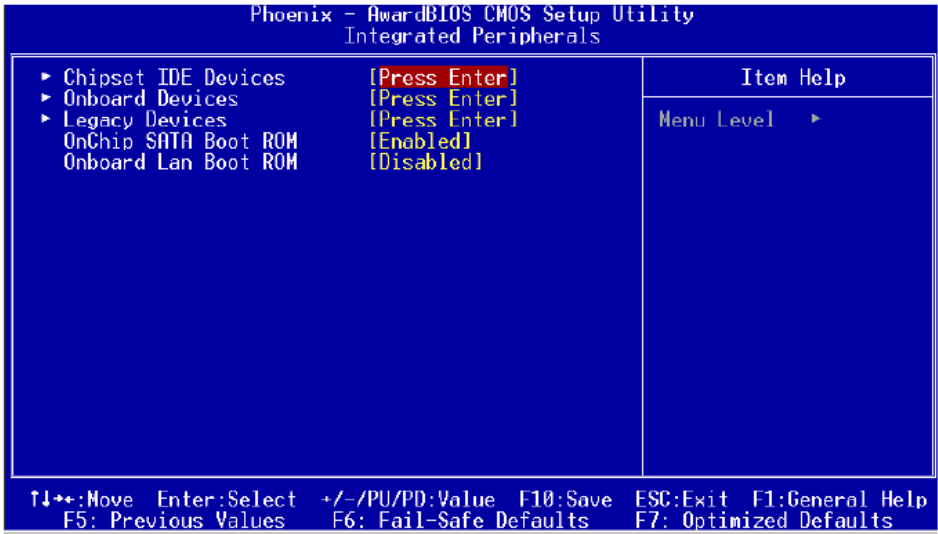 Phoenix - AwardBIOS CMOS Setup Utility
Integrated Peripherals
▸ Chipset IDE Devices [Press Enter]
▸ Onboard Devices [Press Enter]
▸ Legacy Devices [Press Enter]
OnChip SATA Boot ROM [Enabled]
Onboard Lan Boot ROM [Disabled]
Item Help
Menu Level ▸
↑↓→←:Move Enter:Select +/-/PU/PD:Value F10:Save ESC:Exit F1:General Help
F5: Previous Values F6: Fail-Safe Defaults F7: Optimized Defaults